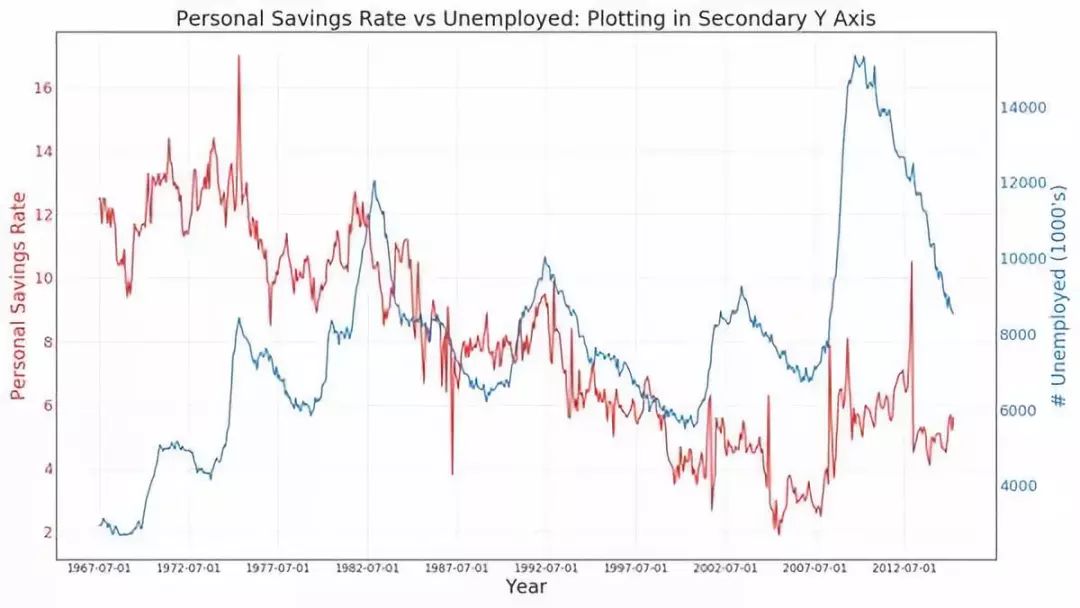 Personal Savings Rate vs Unemployed: Plotting in Secondary Y Axis
Personal Savings Rate
16
14
12
10
8
6
4
2
14000
12000
10000
8000
6000
4000
# Unemployed (1000's)
1967-07-01 1972-07-01 1977-07-01 1982-07-01 1987-07-01 1992-07-01 1997-07-01 2002-07-01 2007-07-01 2012-07-01
Year